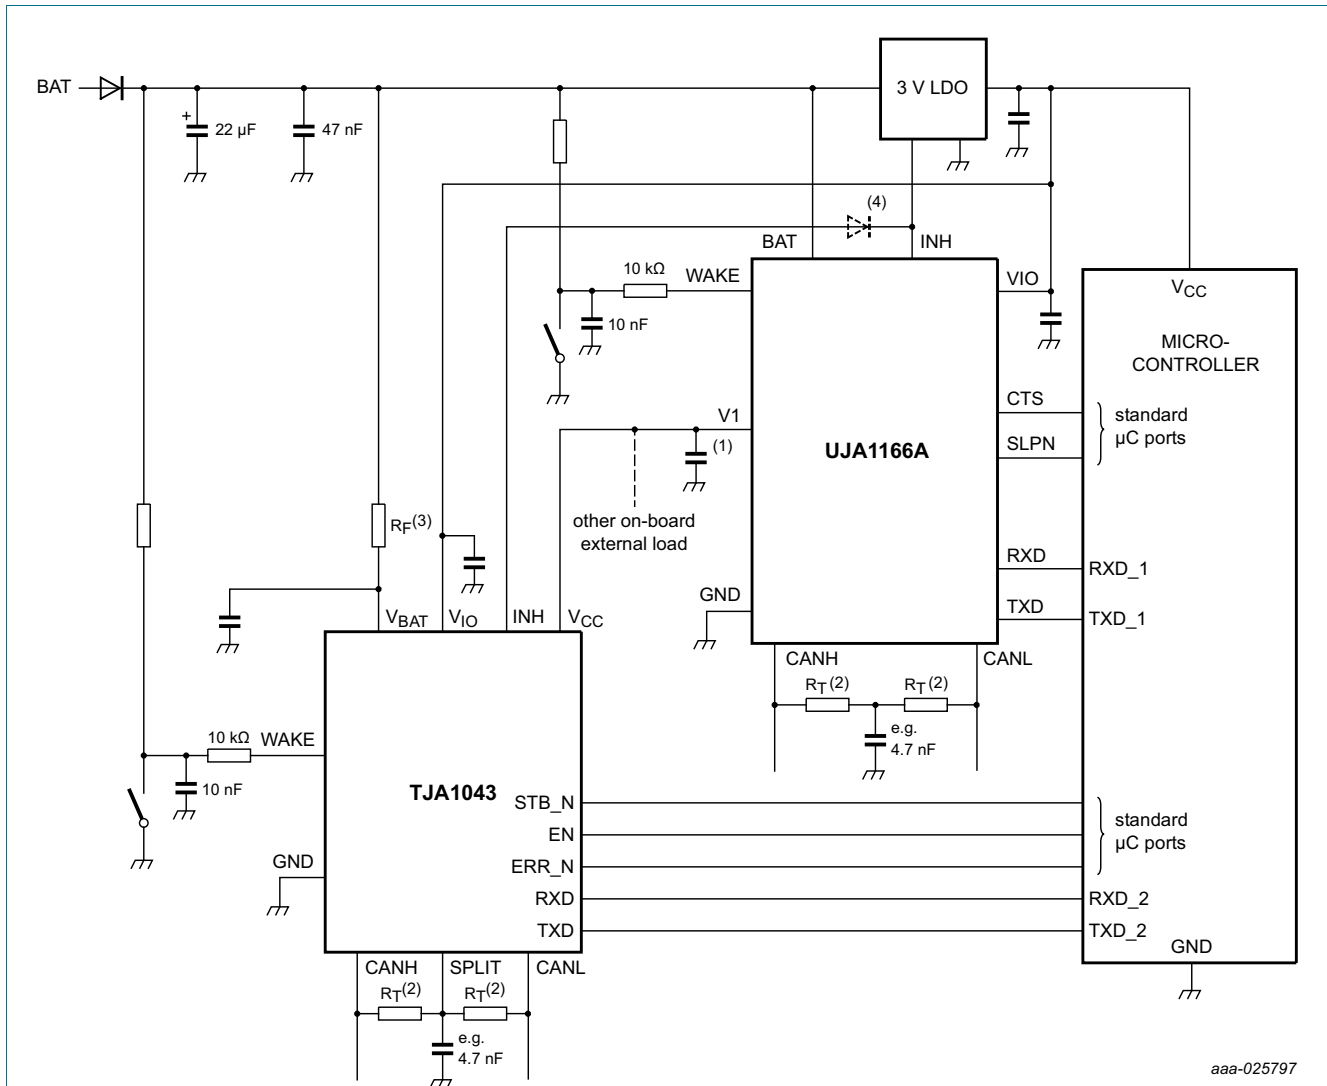 BAT
+
22 µF
47 nF
3 V LDO
(4)
BAT
INH
10 kΩ
WAKE
VIO
10 nF
VCC
MICRO-
CONTROLLER
CTS
standard
µC ports
SLPN
V1
(1)
UJA1166A
other on-board
external load
RF(3)
RXD
RXD_1
GND
TXD
TXD_1
VBAT
VIO
INH
VCC
CANH
CANL
RT(2)
RT(2)
e.g.
4.7 nF
10 kΩ
WAKE
10 nF
TJA1043
STB_N
EN
ERR_N
standard
µC ports
GND
RXD
RXD_2
TXD
TXD_2
GND
CANH
SPLIT
CANL
RT(2)
RT(2)
e.g.
4.7 nF
aaa-025797